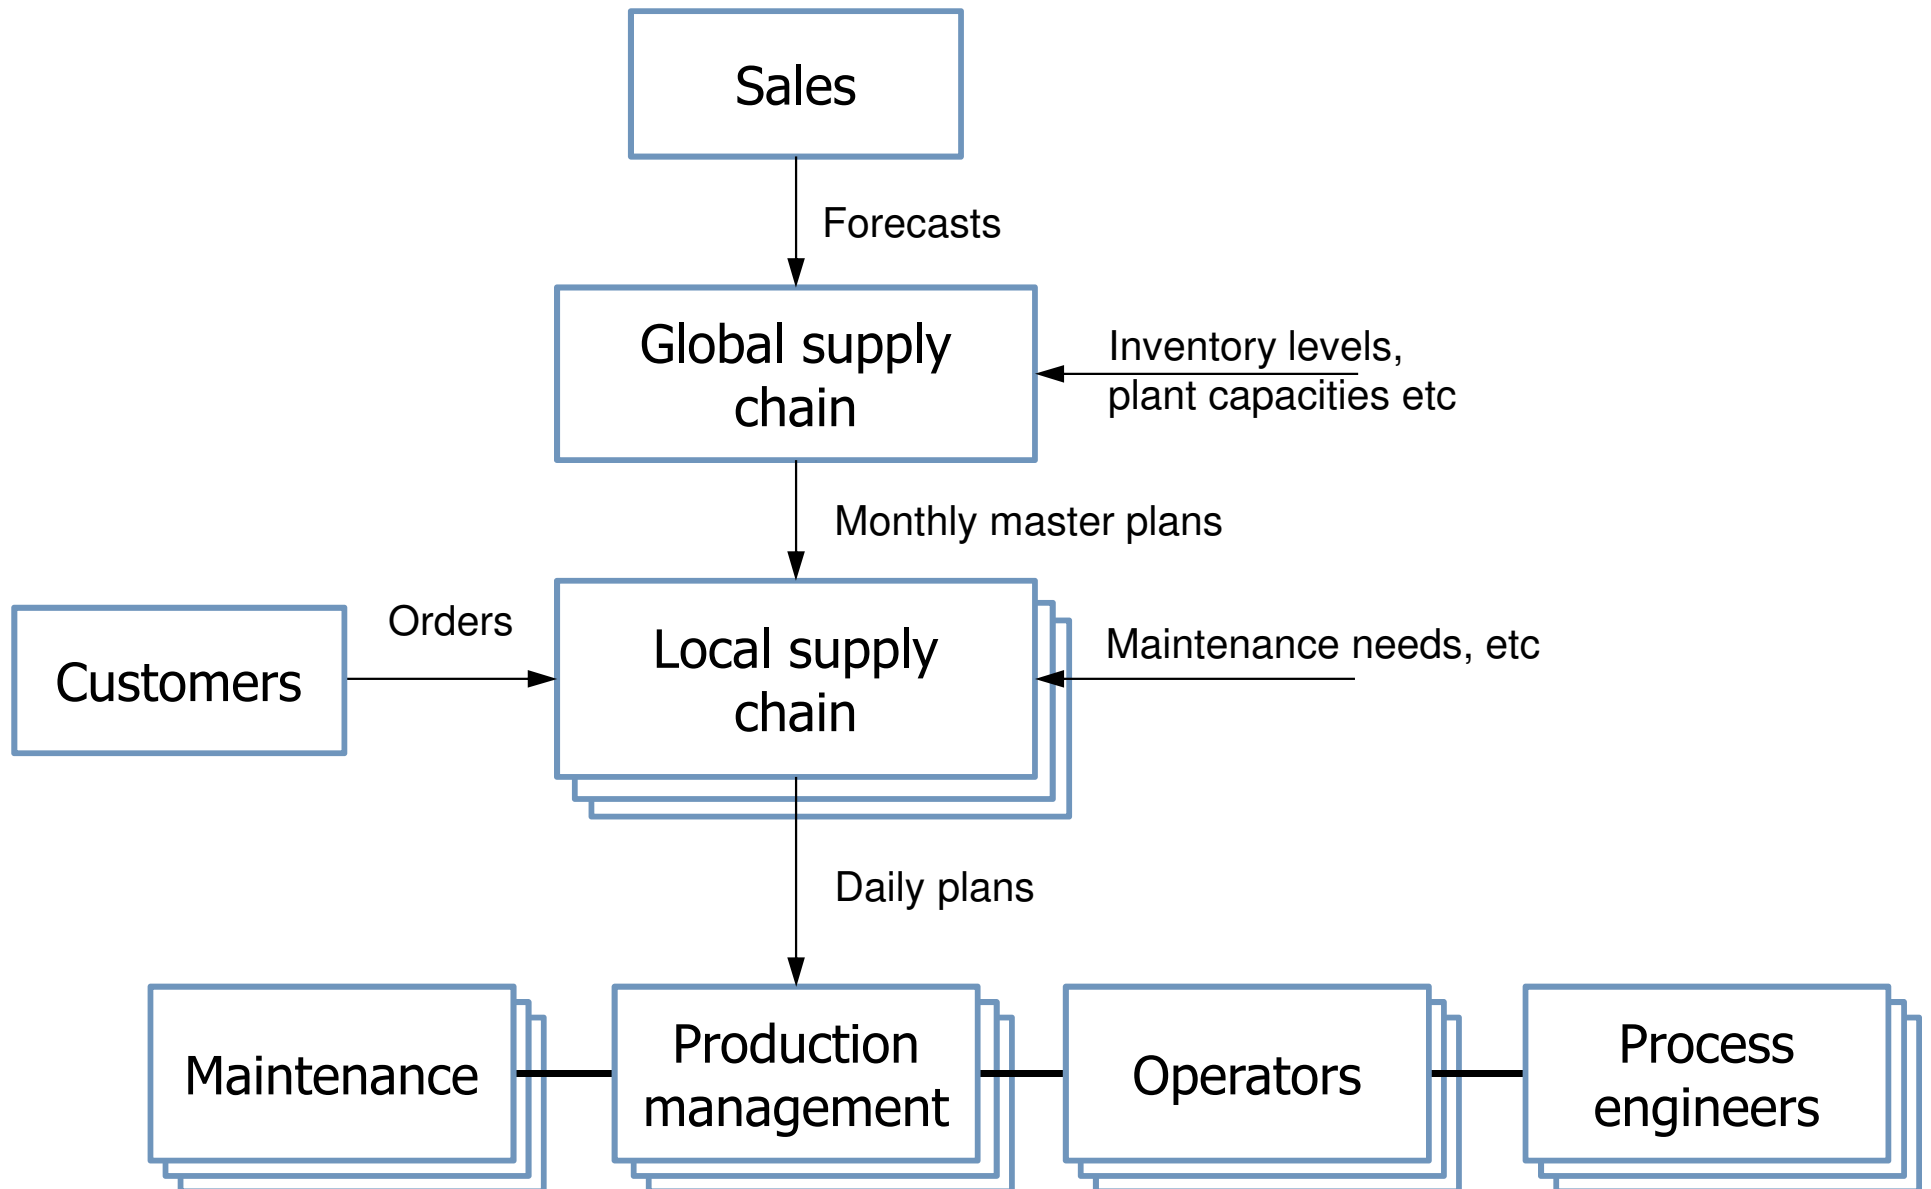 Sales
Forecasts
Global supply
chain
Inventory levels,
plant capacities etc
Monthly master plans
Customers
Orders
Local supply
chain
Maintenance needs, etc
Daily plans
Maintenance
Production
management
Operators
Process
engineers